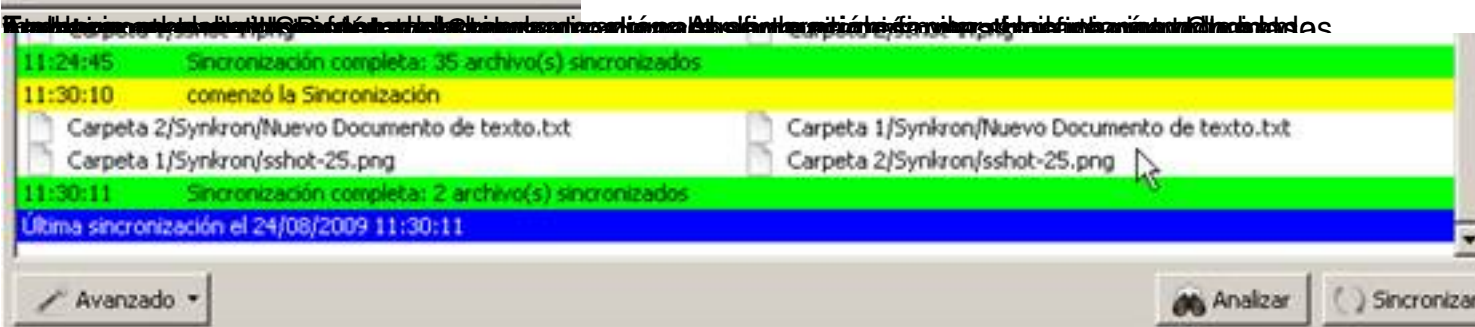 11:24:45 Sincronización completa: 35 archivo(s) sincronizados
11:30:10 comenzó la Sincronización
Carpeta 2/Synkron/Nuevo Documento de texto.txt Carpeta 1/Synkron/Nuevo Documento de texto.txt
Carpeta 1/Synkron/sshot-25.png Carpeta 2/Synkron/sshot-25.png
11:30:11 Sincronización completa: 2 archivo(s) sincronizados
Última sincronización el 24/08/2009 11:30:11
Avanzado Analizar Sincronizar